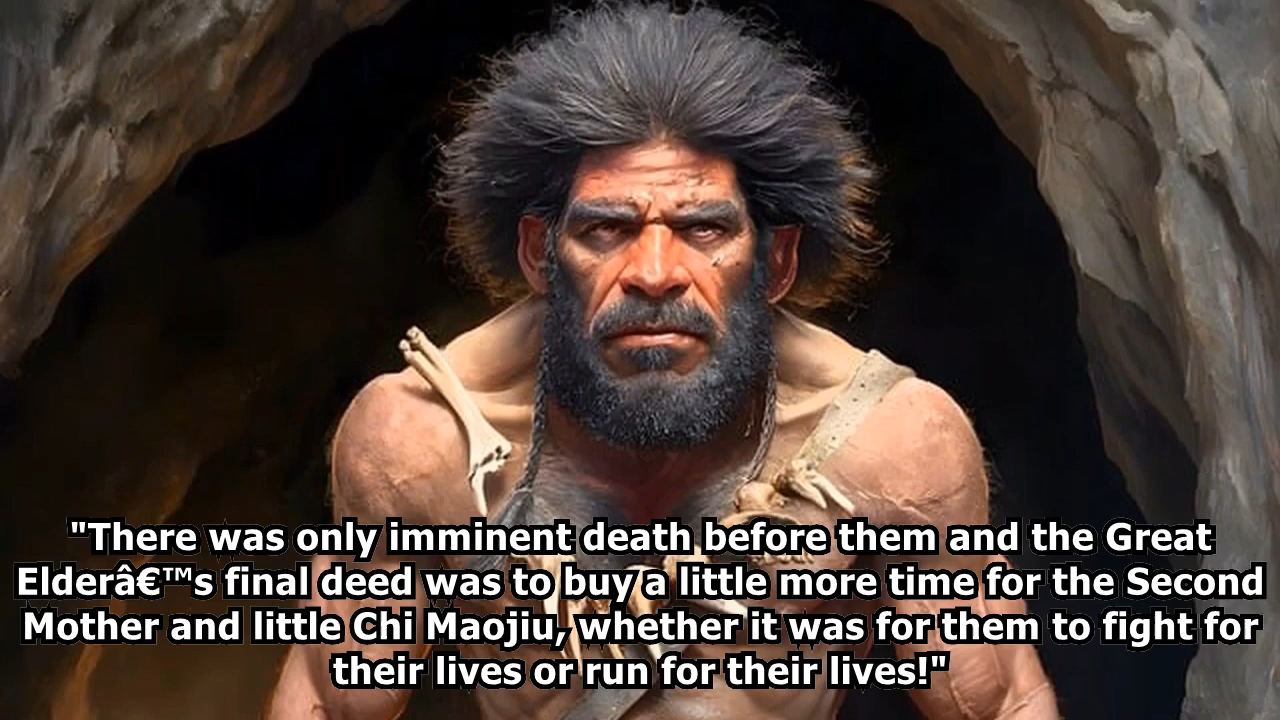 "There was only imminent death before them and the Great
Elderâ€™s final deed was to buy a little more time for the Second
Mother and little Chi Maojiu, whether it was for them to fight for
their lives or run for their lives!"